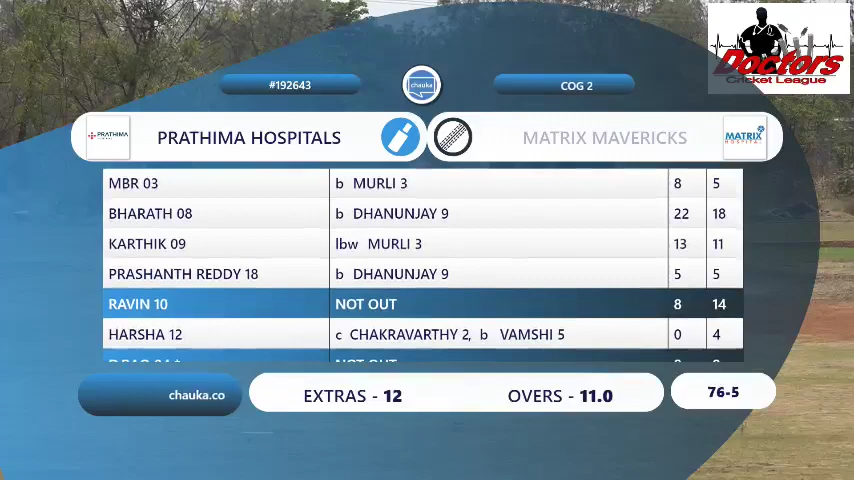 Doctors
Cricket League
#192643
chauka
COG 2
PRATHIMA
PRATHIMA HOSPITALS
MATRIX MAVERICKS
MATRIX
HOSPITAL
MBR 03 b MURLI 3 8 5
BHARATH 08 b DHANUNJAY 9 22 18
KARTHIK 09 lbw MURLI 3 13 11
PRASHANTH REDDY 18 b DHANUNJAY 9 5 5
RAVIN 10 NOT OUT 8 14
HARSHA 12 c CHAKRAVARTHY 2, b VAMSHI 5 0 4
NOT OUT
chauka.co
EXTRAS - 12
OVERS - 11.0
76-5